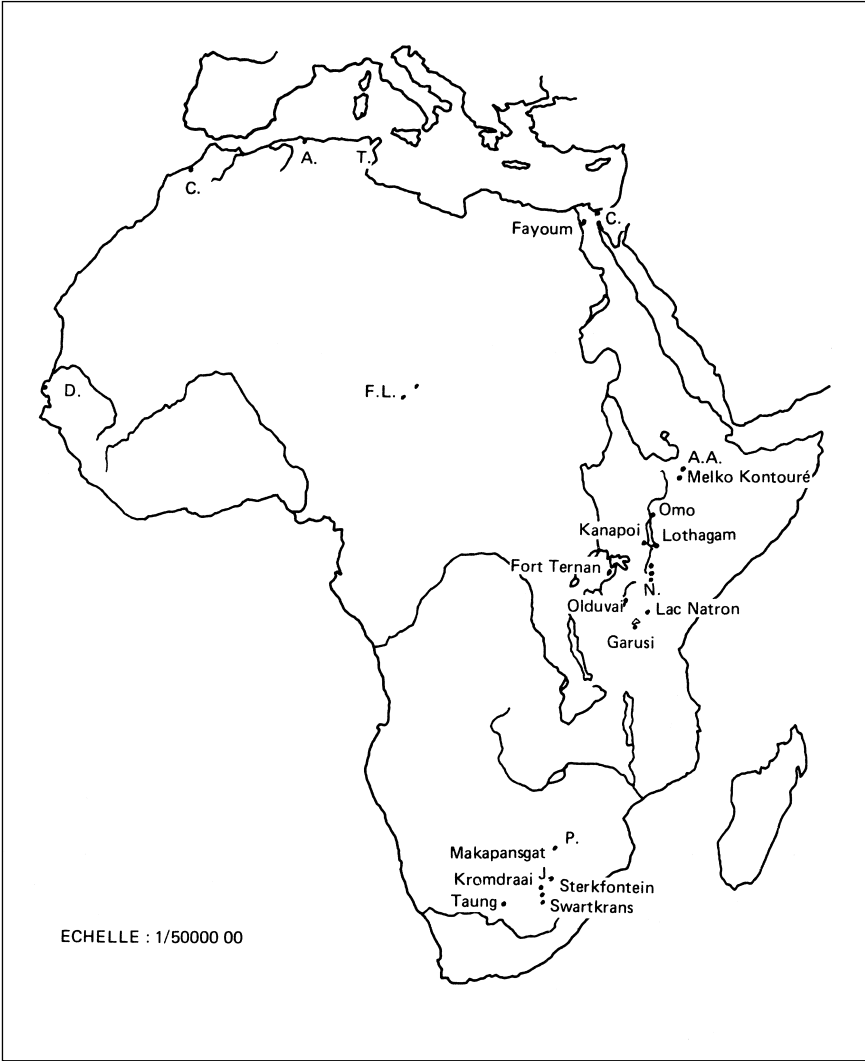 A.
T.
C.
C.
Fayoum
D.
F.L.
A.A.
Melko Kontouré
Omo
Kanapoi
Lothagam
Fort Ternan
N.
Olduvai
Lac Natron
Garusi
P.
Makapansgat
J.
Kromdraai
Sterkfontein
Taung
Swartkrans
ECHELLE : 1/50000 00